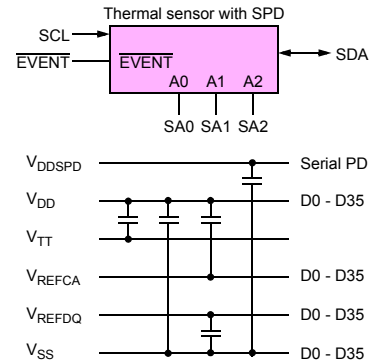 Thermal sensor with SPD
SCL
EVENT
EVENT
SDA
A0 A1 A2
SA0 SA1 SA2
VDDSPD Serial PD
VDD D0 - D35
VTT
VREFCA D0 - D35
VREFDQ D0 - D35
VSS D0 - D35